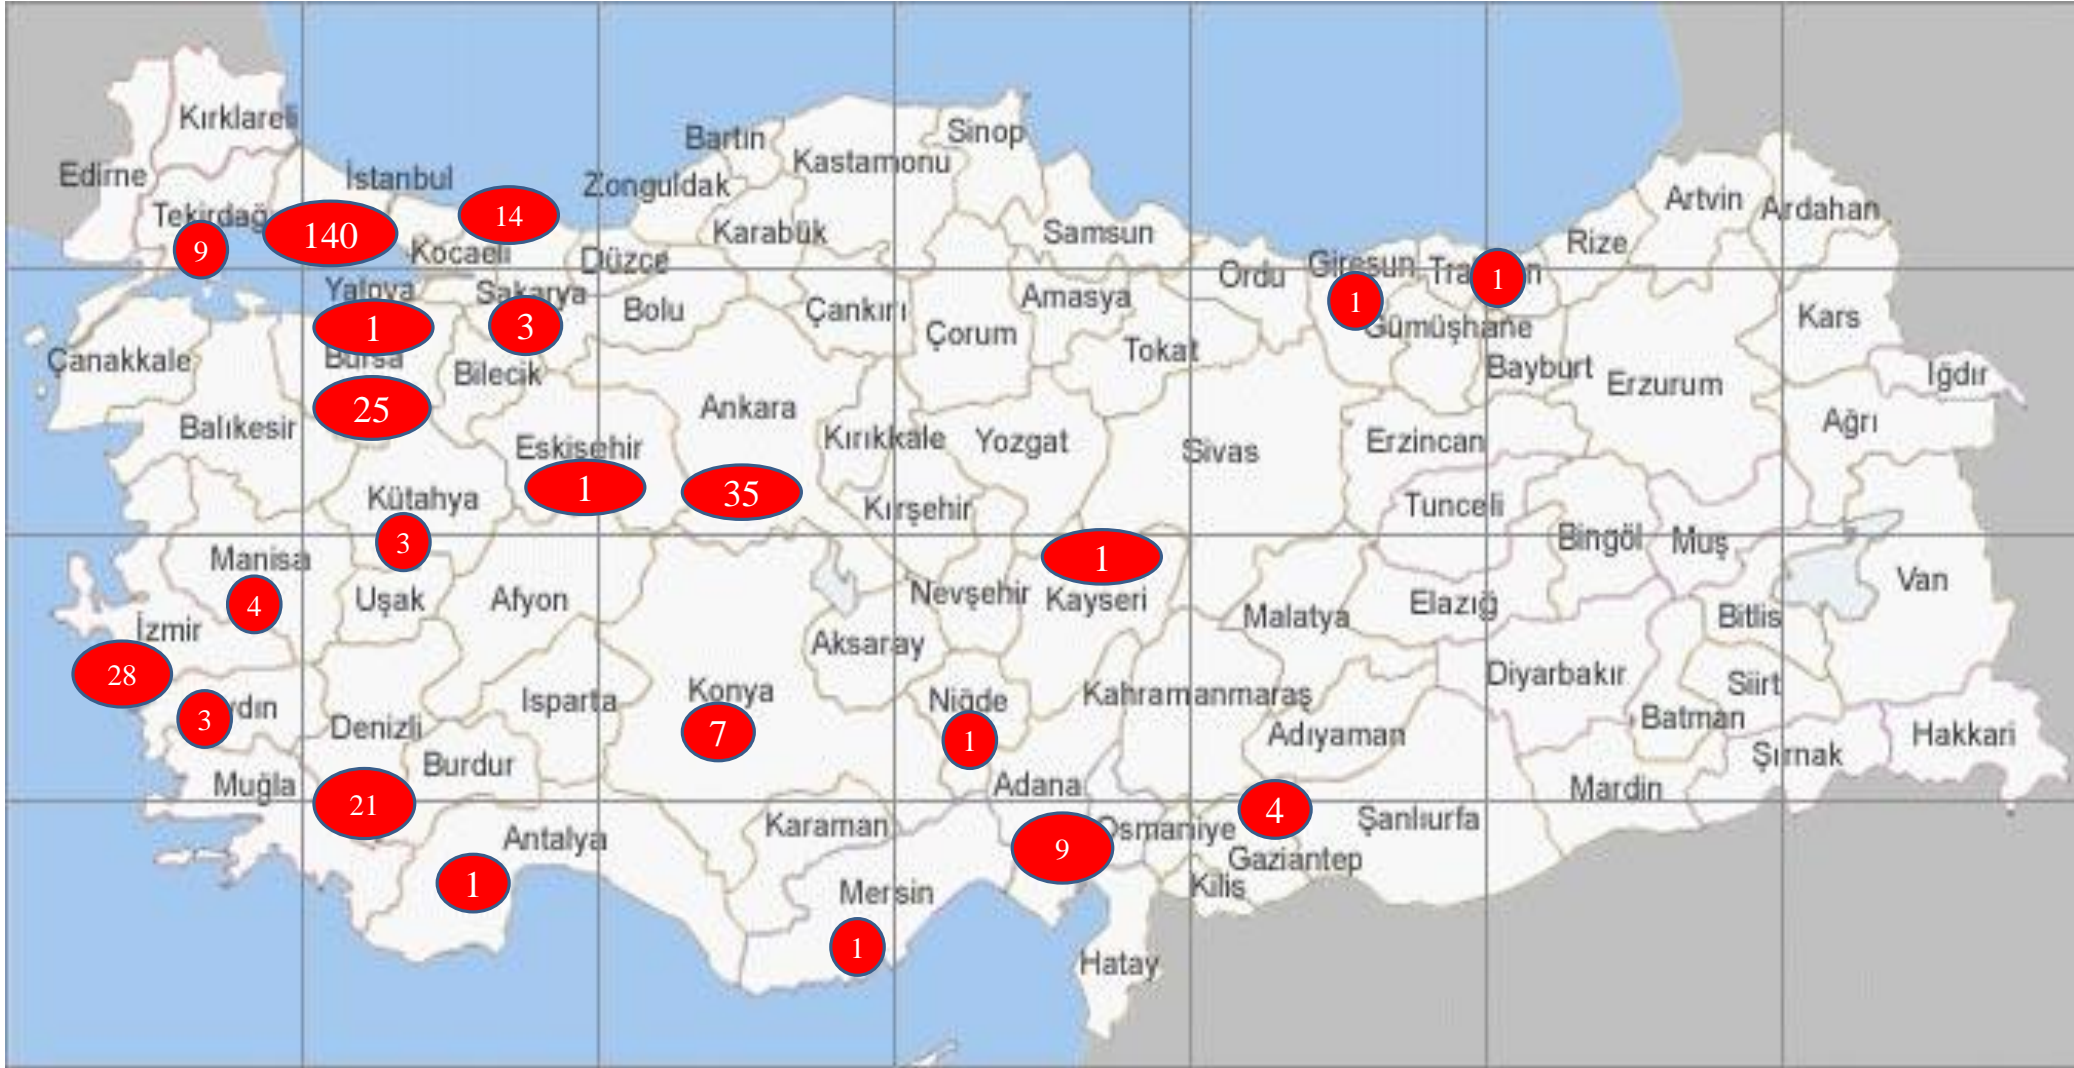 Kırklareli
Edirne
Tekirdağ
9
İstanbul
140
14
Kocaeli
Yalova
1
Sakarya
3
Düzce
Zonguldak
Bartın
Karabük
Kastamonu
Sinop
Samsun
Bolu
Çankırı
Çorum
Amasya
Tokat
Ordu
Giresun
1
1
Gümüşhane
Bayburt
Rize
Artvin
Ardahan
Kars
Iğdır
Ağrı
Erzurum
Erzincan
Çanakkale
Balıkesir
Bursa
25
Bilecik
Eskişehir
1
Ankara
35
Kırıkkale
Yozgat
Sivas
Kırşehir
Tunceli
Bingöl
Muş
Van
Kütahya
3
Manisa
4
Uşak
Afyon
İzmir
28
3
Denizli
21
Muğla
Burdur
Isparta
Konya
7
Aksaray
Nevşehir
1
Kayseri
Niğde
1
Malatya
Elazığ
Bitlis
Diyarbakır
Siirt
Batman
Şırnak
Hakkari
Mardin
Kahramanmaraş
Adıyaman
4
Şanlıurfa
Gaziantep
Kilis
Osmaniye
Adana
9
Karaman
Antalya
1
Mersin
1
Hatay